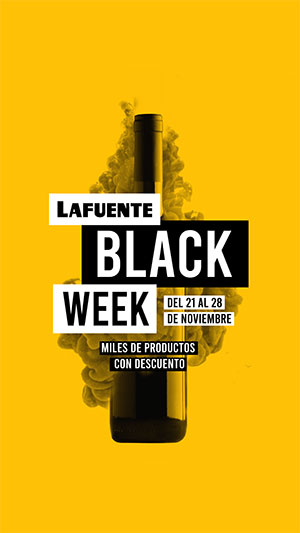 LAFUENTE
BLACK
WEEK
DEL 21 AL 28
DE NOVIEMBRE
MILES DE PRODUCTOS
CON DESCUENTO